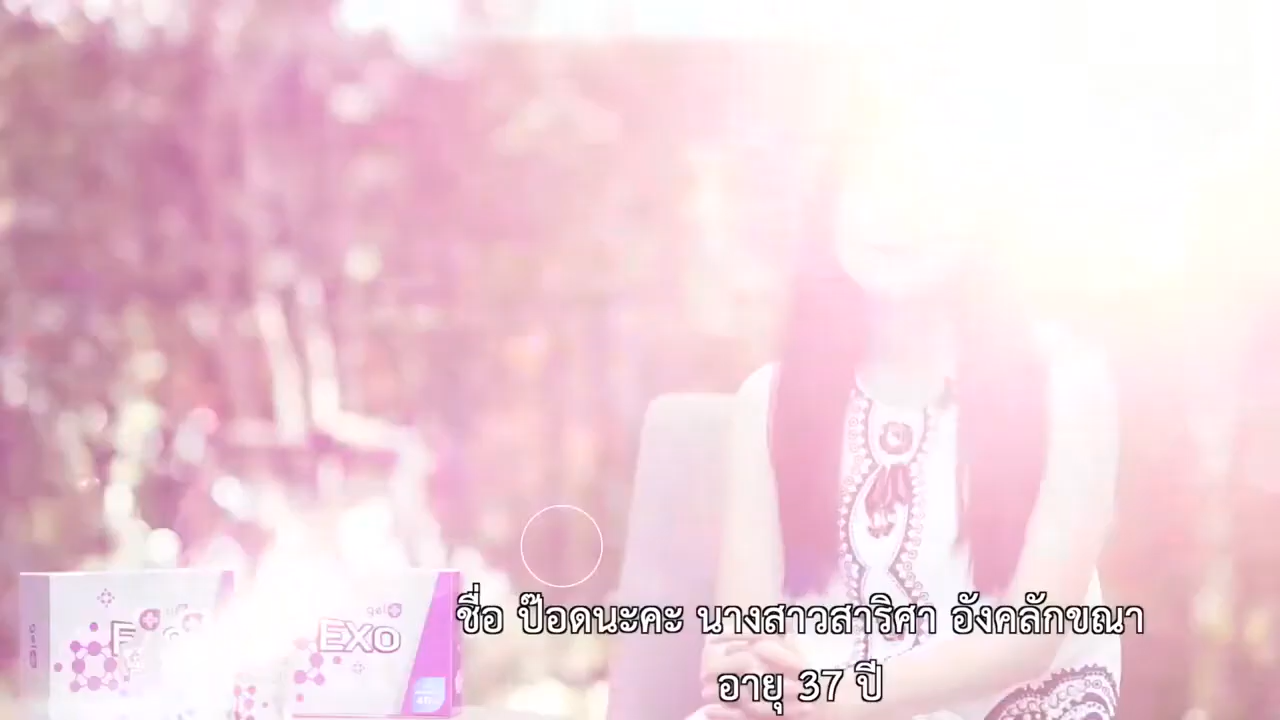 EXO
ชื่อ ป๊อดนะคะ นางสาวสาริศา อังคลักขณา
อายุ 37 ปี